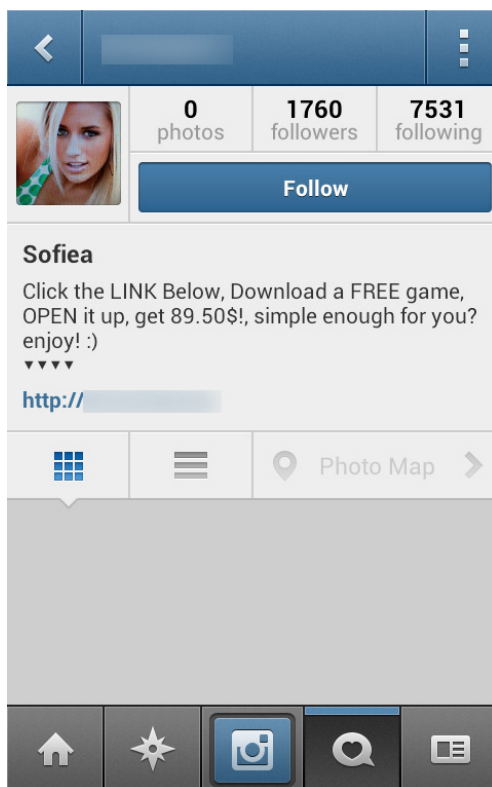 0 1760 7531
photos followers following
Follow
Sofiea
Click the LINK Below, Download a FREE game,
OPEN it up, get 89.50$!, simple enough for you?
enjoy! :)
▼▼▼▼
http://
Photo Map